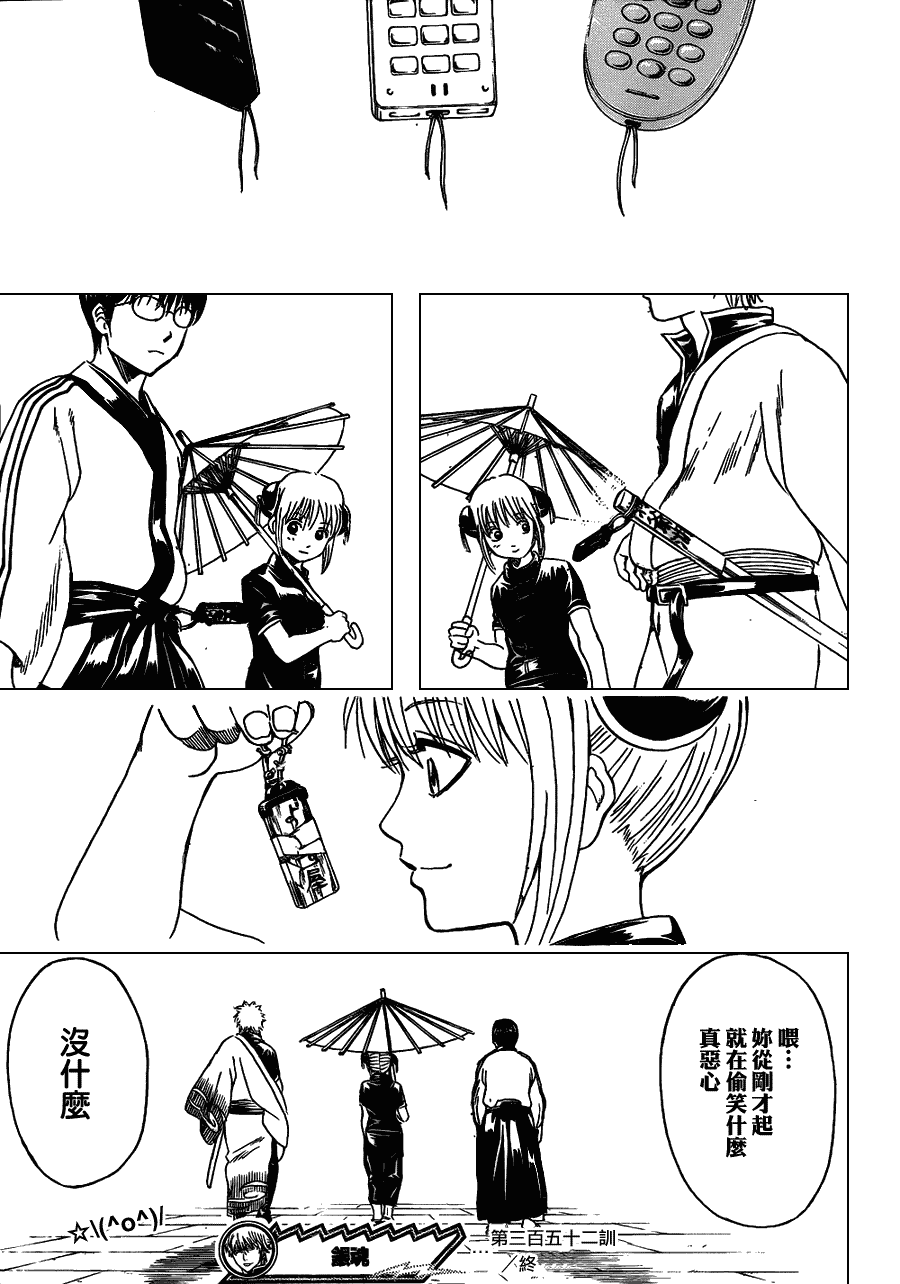 喂…
妳從剛才起
就在偷笑什麼
真惡心
沒什麼
☆\(^o^)/
銀魂
第三百五十二訓
……／終